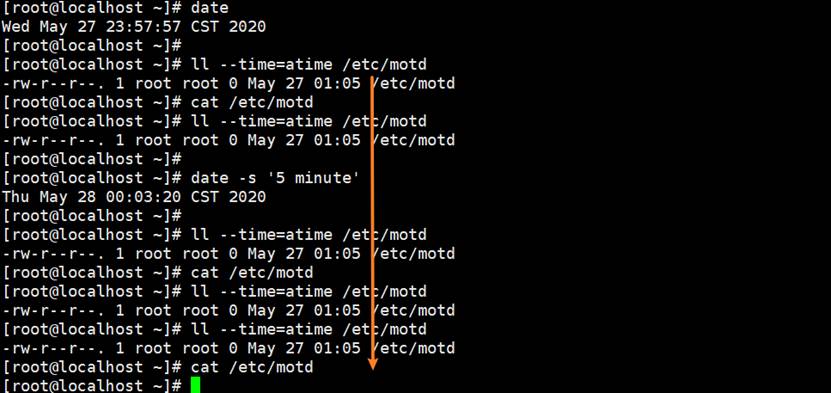 [root@localhost ~]# date
Wed May 27 23:57:57 CST 2020
[root@localhost ~]#
[root@localhost ~]# ll --time=atime /etc/motd
-rw-r--r--. 1 root root 0 May 27 01:05 /etc/motd
[root@localhost ~]# cat /etc/motd
[root@localhost ~]# ll --time=atime /etc/motd
-rw-r--r--. 1 root root 0 May 27 01:05 /etc/motd
[root@localhost ~]#
[root@localhost ~]# date -s '5 minute'
Thu May 28 00:03:20 CST 2020
[root@localhost ~]#
[root@localhost ~]# ll --time=atime /etc/motd
-rw-r--r--. 1 root root 0 May 27 01:05 /etc/motd
[root@localhost ~]# cat /etc/motd
[root@localhost ~]# ll --time=atime /etc/motd
-rw-r--r--. 1 root root 0 May 27 01:05 /etc/motd
[root@localhost ~]# ll --time=atime /etc/motd
-rw-r--r--. 1 root root 0 May 27 01:05 /etc/motd
[root@localhost ~]# cat /etc/motd
[root@localhost ~]#